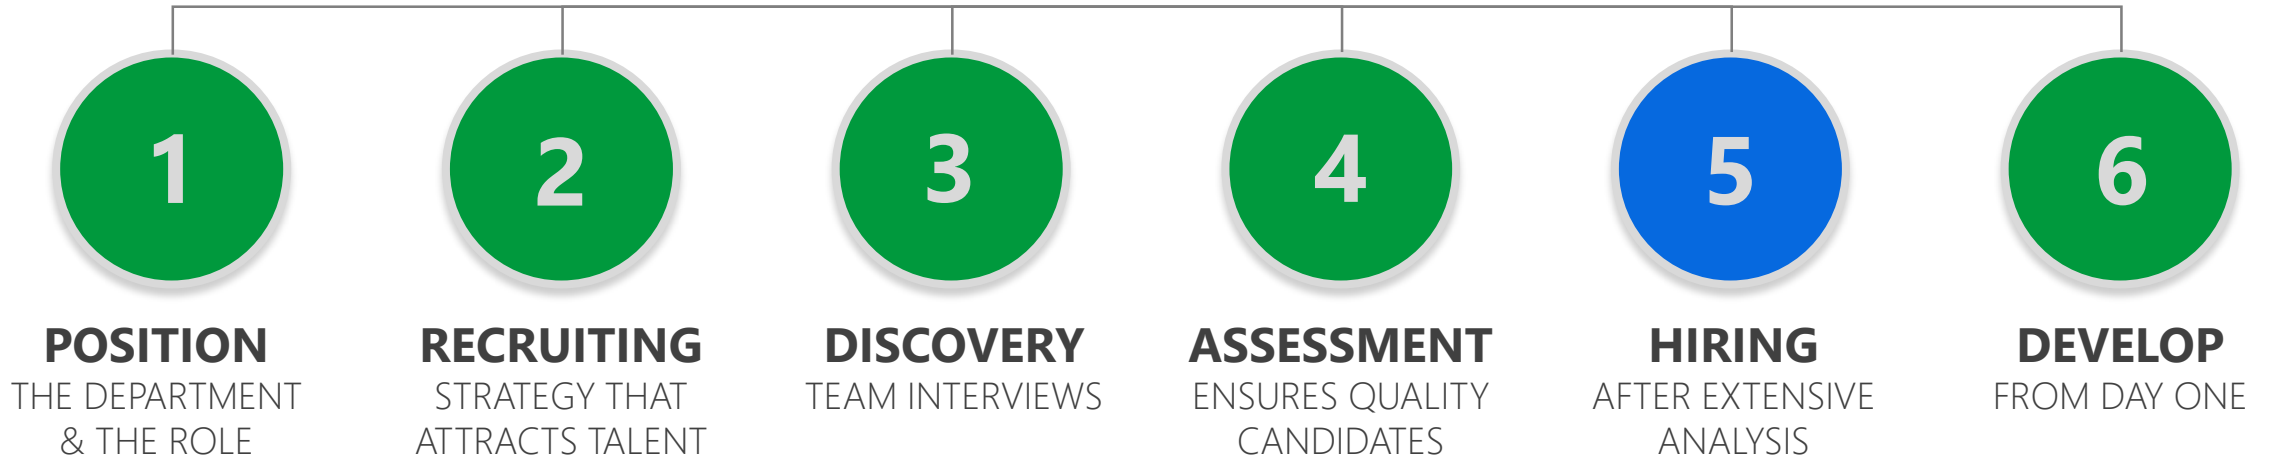 1
2
3
4
5
6
POSITION
THE DEPARTMENT
& THE ROLE
RECRUITING
STRATEGY THAT
ATTRACTS TALENT
DISCOVERY
TEAM INTERVIEWS
ASSESSMENT
ENSURES QUALITY
CANDIDATES
HIRING
AFTER EXTENSIVE
ANALYSIS
DEVELOP
FROM DAY ONE